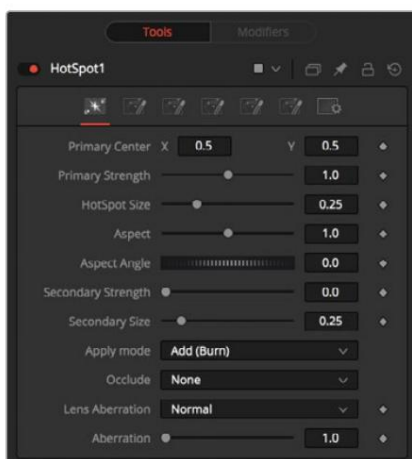 Tools Modifiers
HotSpot1
Primary Center X 0.5 Y 0.5
Primary Strength 1.0
HotSpot Size 0.25
Aspect 1.0
Aspect Angle 0.0
Secondary Strength 0.0
Secondary Size 0.25
Apply mode Add (Burn)
Occlude None
Lens Aberration Normal
Aberration 1.0